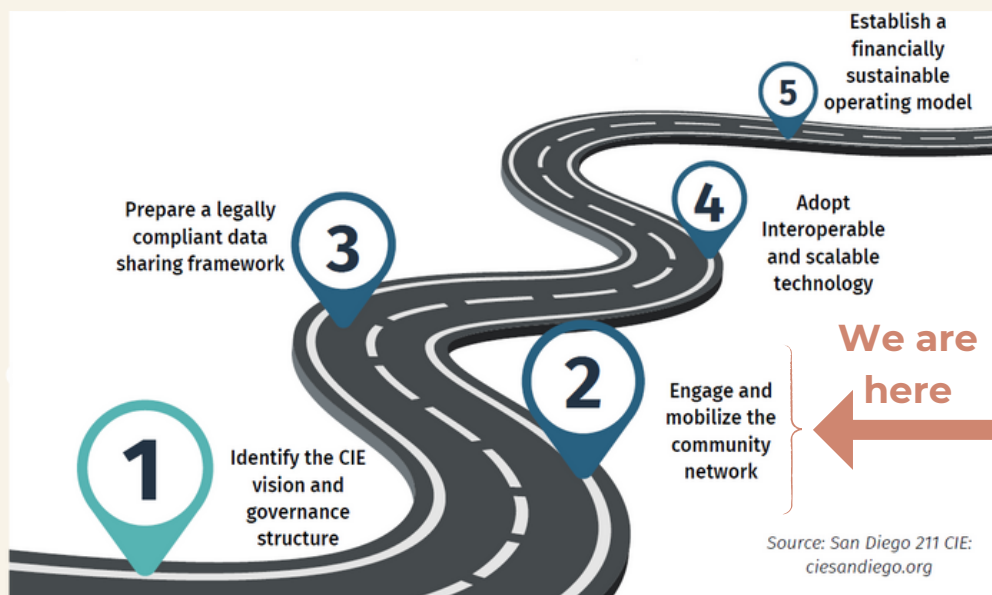 1
Identify the CIE
vision and
governance
structure
2
Engage and
mobilize the
community
network
We are
here
3
Prepare a legally
compliant data
sharing framework
4
Adopt
Interoperable
and scalable
technology
5
Establish a
financially
sustainable
operating model
Source: San Diego 211 CIE:
ciesandiego.org